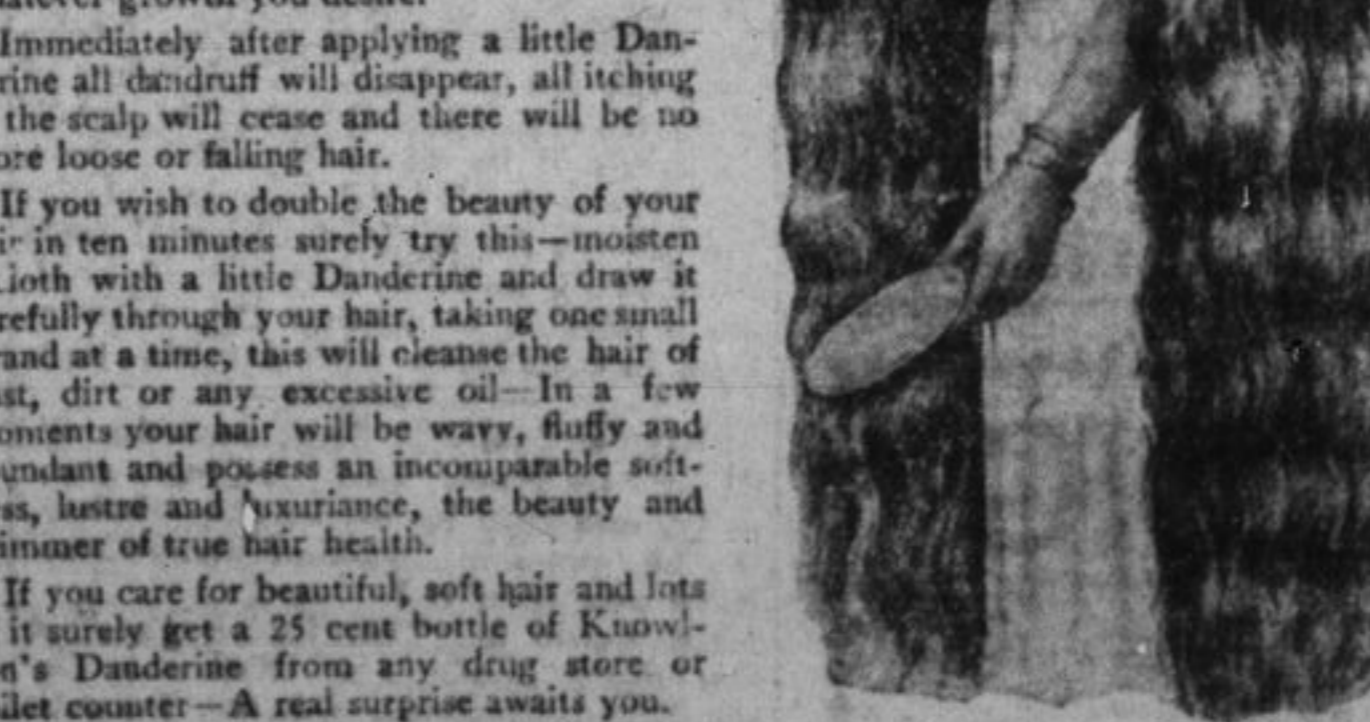 growth you desire.
Immediately after applying a little Dan-
rine all dandruff will disappear, all itching
the scalp will cease and there will be no
ore loose or falling hair.
If you wish to double the beauty of your
ir in ten minutes surely try this—moisten
cloth with a little Danderine and draw it
refully through your hair, taking one small
rand at a time, this will cleanse the hair of
st, dirt or any excessive oil—In a few
oments your hair will be wavy, fluffy and
undant and possess an incomparable soft-
ss, lustre and luxuriance, the beauty and
immer of true hair health.
If you care for beautiful, soft hair and lots
it surely get a 25 cent bottle of Knowl-
n's Danderine from any drug store or
ilet counter—A real surprise awaits you.